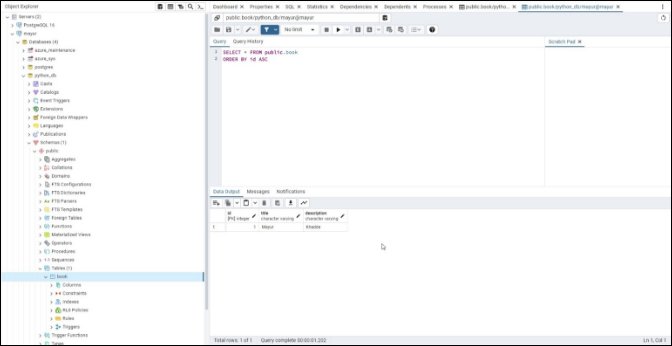 Object Explorer
Servers (2)
PostgreSQL 16
mayur
Databases (4)
azure_maintenance
azure_sys
postgres
python_db
Casts
Catalogs
Event Triggers
Extensions
Foreign Data Wrappers
Languages
Publications
Schemas (1)
public
Aggregates
Collations
Domains
FTS Configurations
FTS Dictionaries
FTS Parsers
FTS Templates
Foreign Tables
Functions
Materialized Views
Operators
Procedures
Sequences
Tables (1)
book
Columns
Constraints
Indexes
RLS Policies
Rules
Triggers
Trigger Functions
Types
Dashboard Properties SQL Statistics Dependencies Dependents Processes public.book/pytho... public.book/python_db/mayur@mayur
public.book/python_db/mayur@mayur
No limit
Query Query History
Scratch Pad
1 SELECT * FROM public.book
2 ORDER BY id ASC
Data Output Messages Notifications
id title description
[PK] integer character varying character varying
1 1 Mayur Khadde
Total rows: 1 of 1 Query complete 00:00:01.202
Ln 1, Col 1